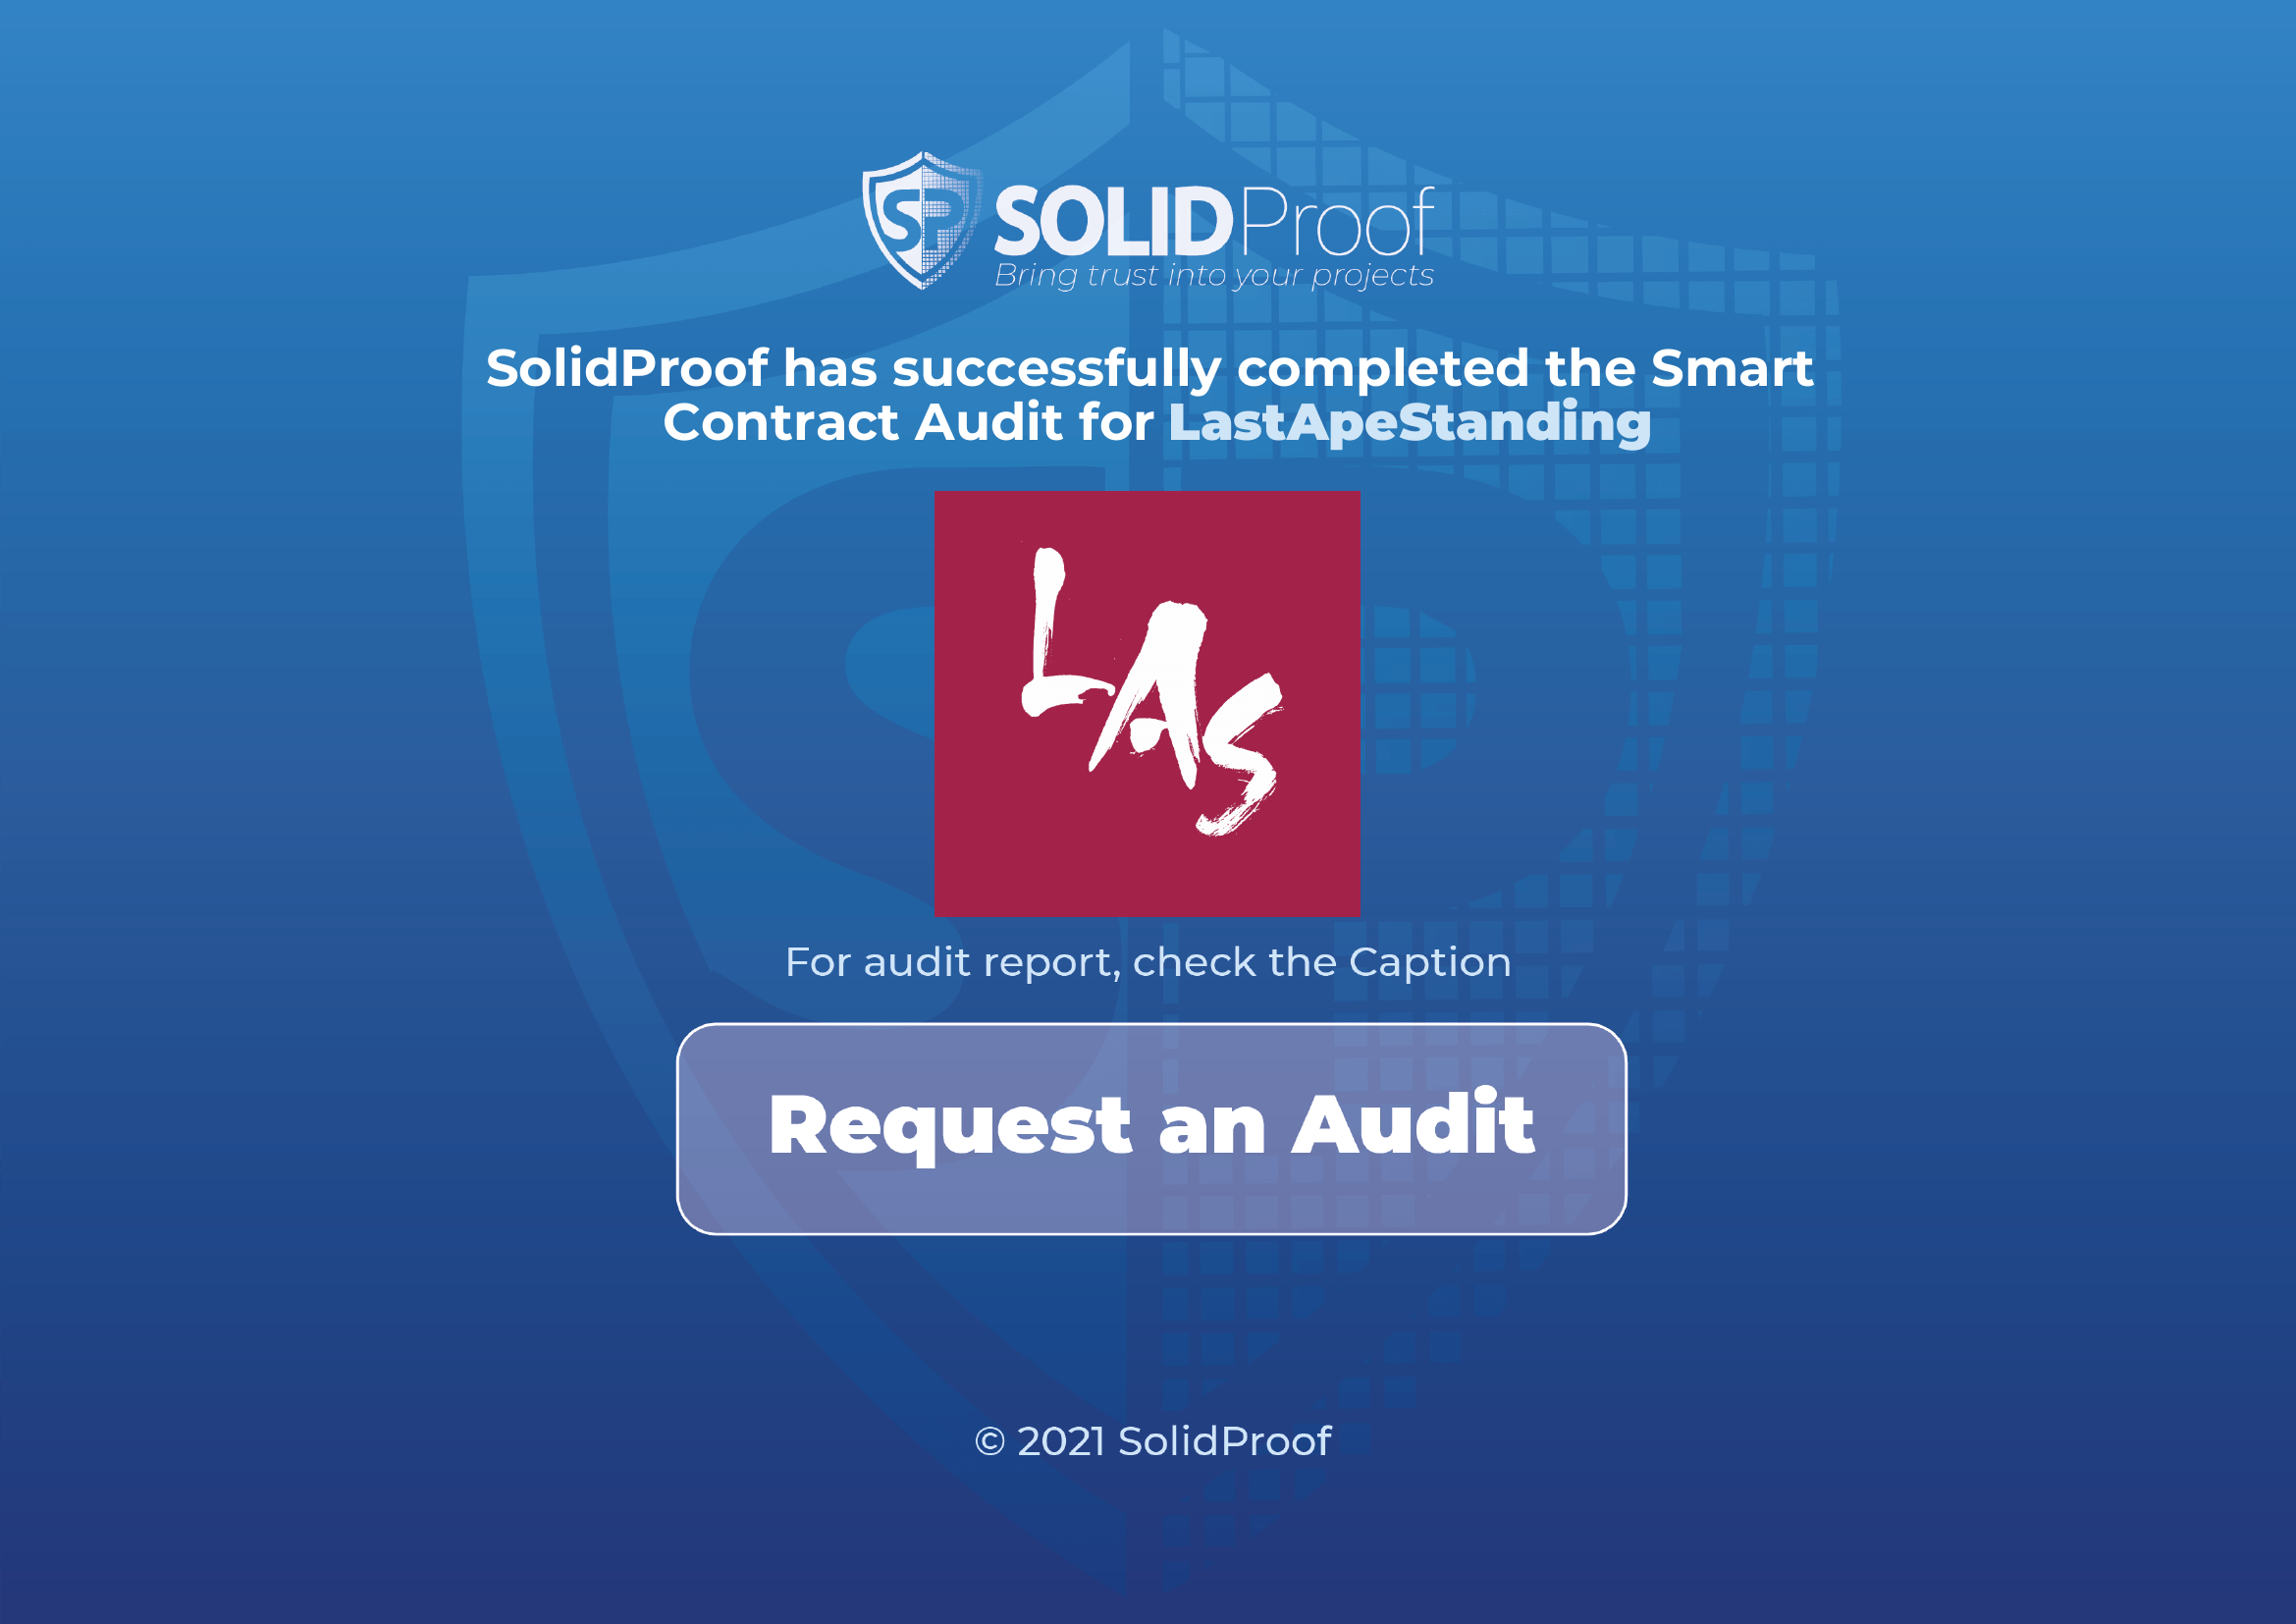 SP
SOLIDProof
Bring trust into your projects
SolidProof has successfully completed the Smart
Contract Audit for LastApeStanding
LAS
For audit report, check the Caption
Request an Audit
© 2021 SolidProof